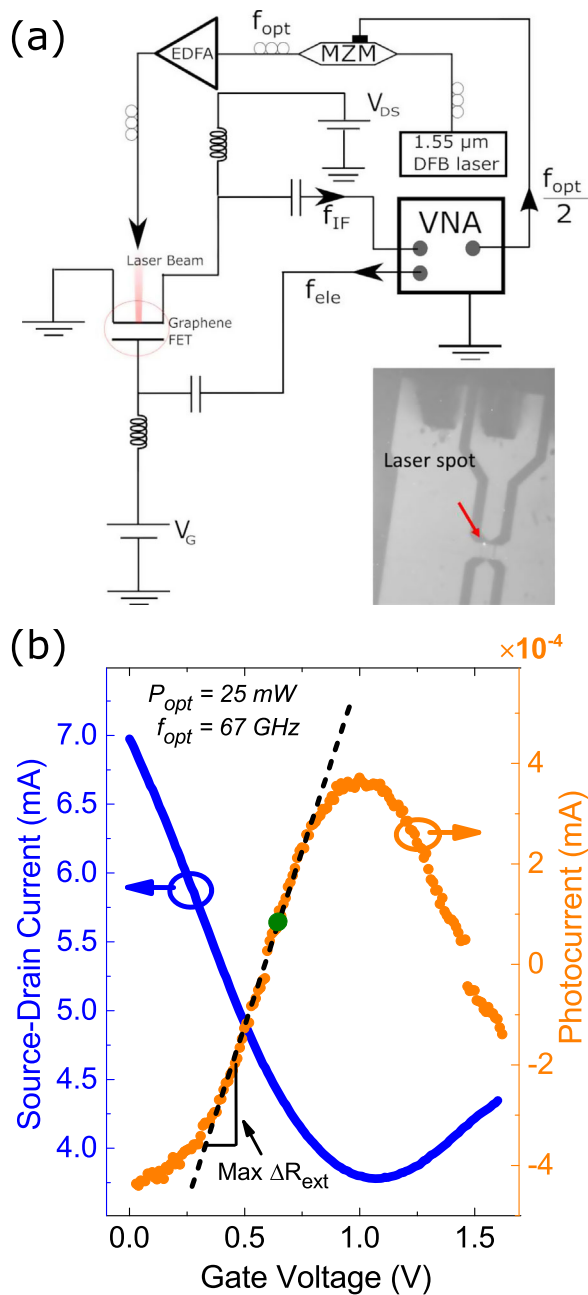 (a)
EDFA
f_opt
MZM
V_DS
1.55 μm
DFB laser
f_opt
2
f_IF
VNA
Laser Beam
f_ele
Graphene
FET
Laser spot
V_G
(b)
×10⁻⁴
P_opt = 25 mW
f_opt = 67 GHz
7.0
6.5
6.0
5.5
5.0
4.5
4.0
Source-Drain Current (mA)
4
2
0
-2
-4
Photocurrent (mA)
Max ΔR_ext
0.0
0.5
1.0
1.5
Gate Voltage (V)